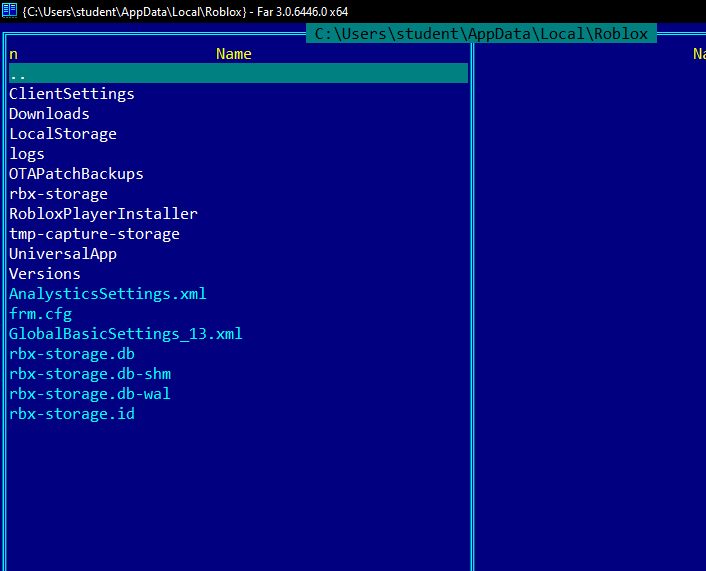 {C:\Users\student\AppData\Local\Roblox} - Far 3.0.6446.0 x64
C:\Users\student\AppData\Local\Roblox
n Name Na
..
ClientSettings
Downloads
LocalStorage
logs
OTAPatchBackups
rbx-storage
RobloxPlayerInstaller
tmp-capture-storage
UniversalApp
Versions
AnalysticsSettings.xml
frm.cfg
GlobalBasicSettings_13.xml
rbx-storage.db
rbx-storage.db-shm
rbx-storage.db-wal
rbx-storage.id